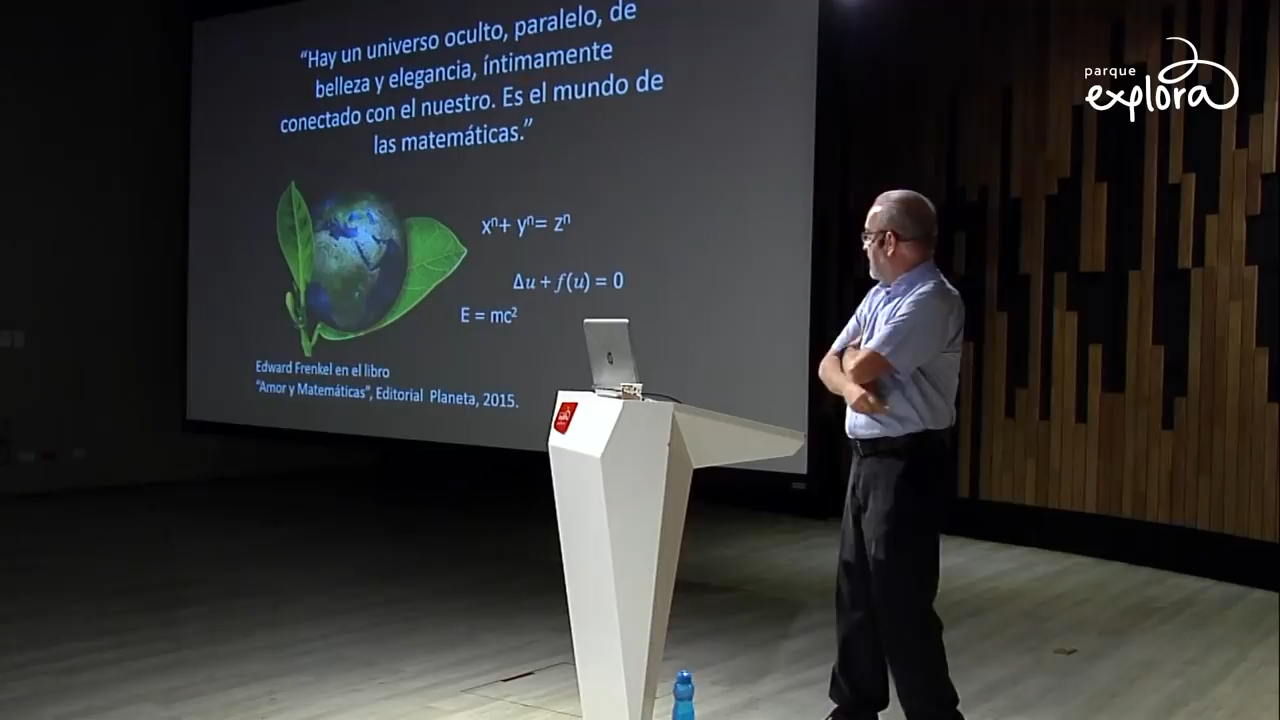 “Hay un universo oculto, paralelo, de
belleza y elegancia, íntimamente
conectado con el nuestro. Es el mundo de
las matemáticas.”
xⁿ+ yⁿ= zⁿ
Δu + f(u) = 0
E = mc²
Edward Frenkel en el libro
“Amor y Matemáticas”, Editorial Planeta, 2015.
parque
explora